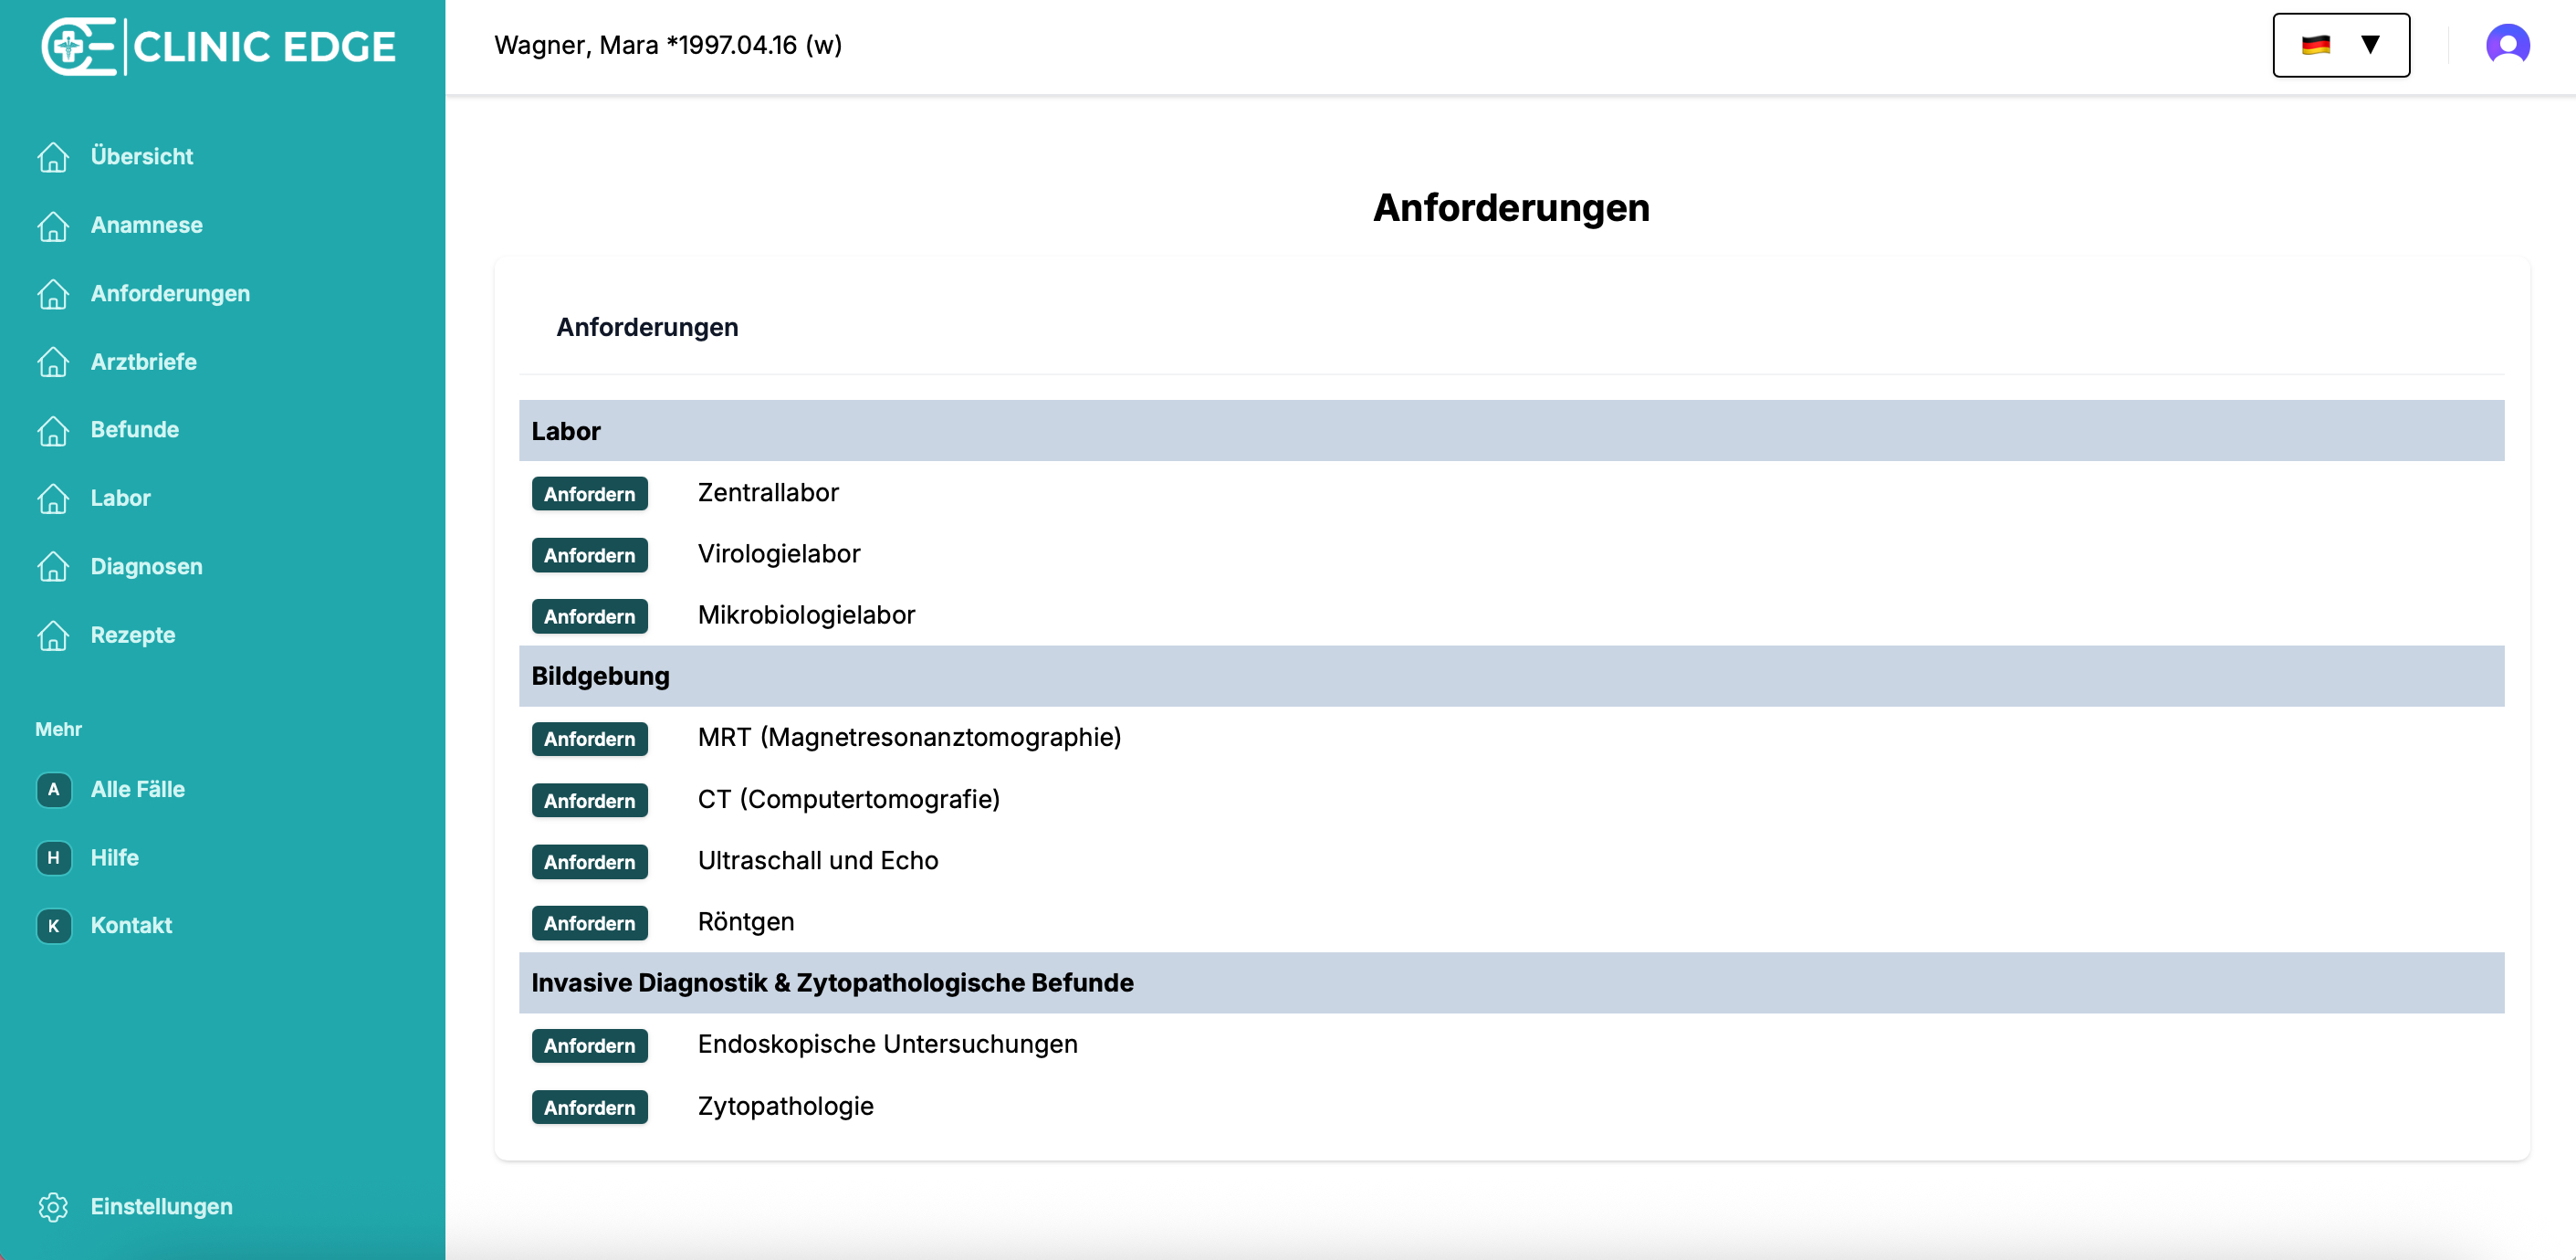 CLINIC EDGE
Wagner, Mara *1997.04.16 (w)
Übersicht
Anamnese
Anforderungen
Arztbriefe
Befunde
Labor
Diagnosen
Rezepte
Mehr
A Alle Fälle
H Hilfe
K Kontakt
Einstellungen
Anforderungen
Anforderungen
Labor
Anfordern Zentrallabor
Anfordern Virologielabor
Anfordern Mikrobiologielabor
Bildgebung
Anfordern MRT (Magnetresonanztomographie)
Anfordern CT (Computertomografie)
Anfordern Ultraschall und Echo
Anfordern Röntgen
Invasive Diagnostik & Zytopathologische Befunde
Anfordern Endoskopische Untersuchungen
Anfordern Zytopathologie